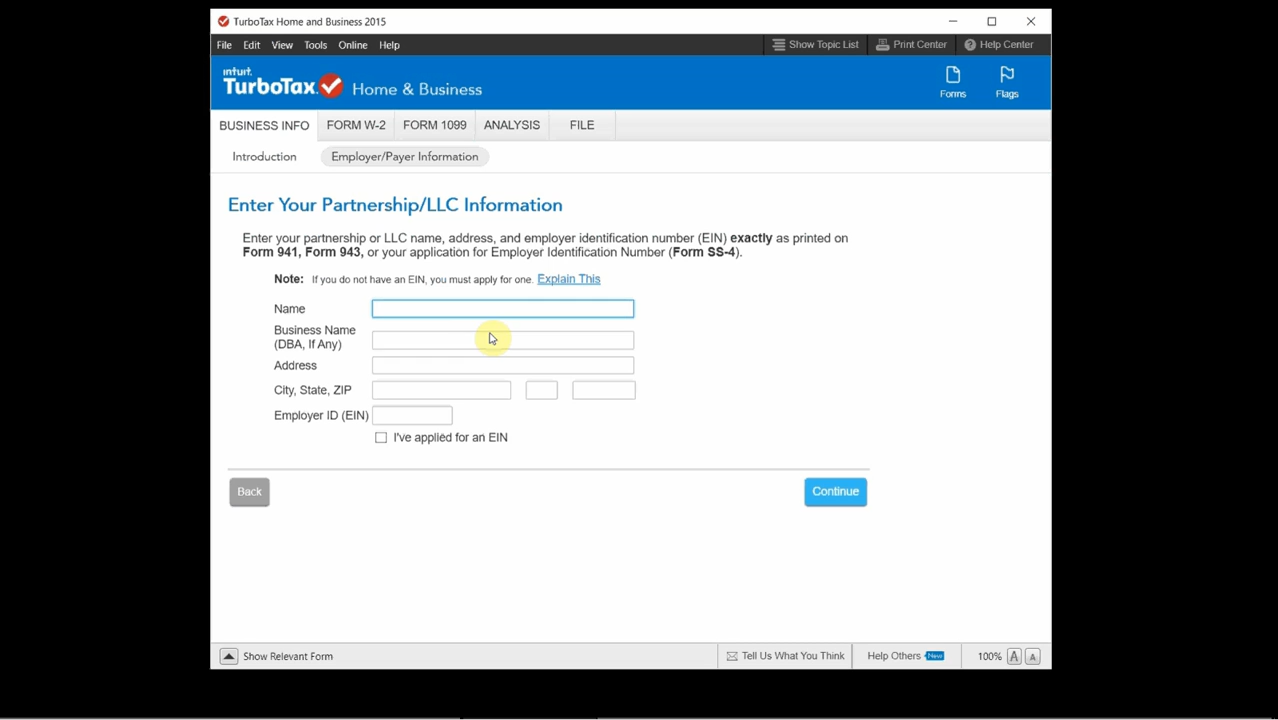 TurboTax Home and Business 2015
File Edit View Tools Online Help Show Topic List Print Center Help Center
intuit.
TurboTax Home & Business
Forms Flags
BUSINESS INFO FORM W-2 FORM 1099 ANALYSIS FILE
Introduction Employer/Payer Information
Enter Your Partnership/LLC Information
Enter your partnership or LLC name, address, and employer identification number (EIN) exactly as printed on
Form 941, Form 943, or your application for Employer Identification Number (Form SS-4).
Note: If you do not have an EIN, you must apply for one. Explain This
Name
Business Name
(DBA, If Any)
Address
City, State, ZIP
Employer ID (EIN)
I've applied for an EIN
Back Continue
Show Relevant Form Tell Us What You Think Help Others New 100% A A